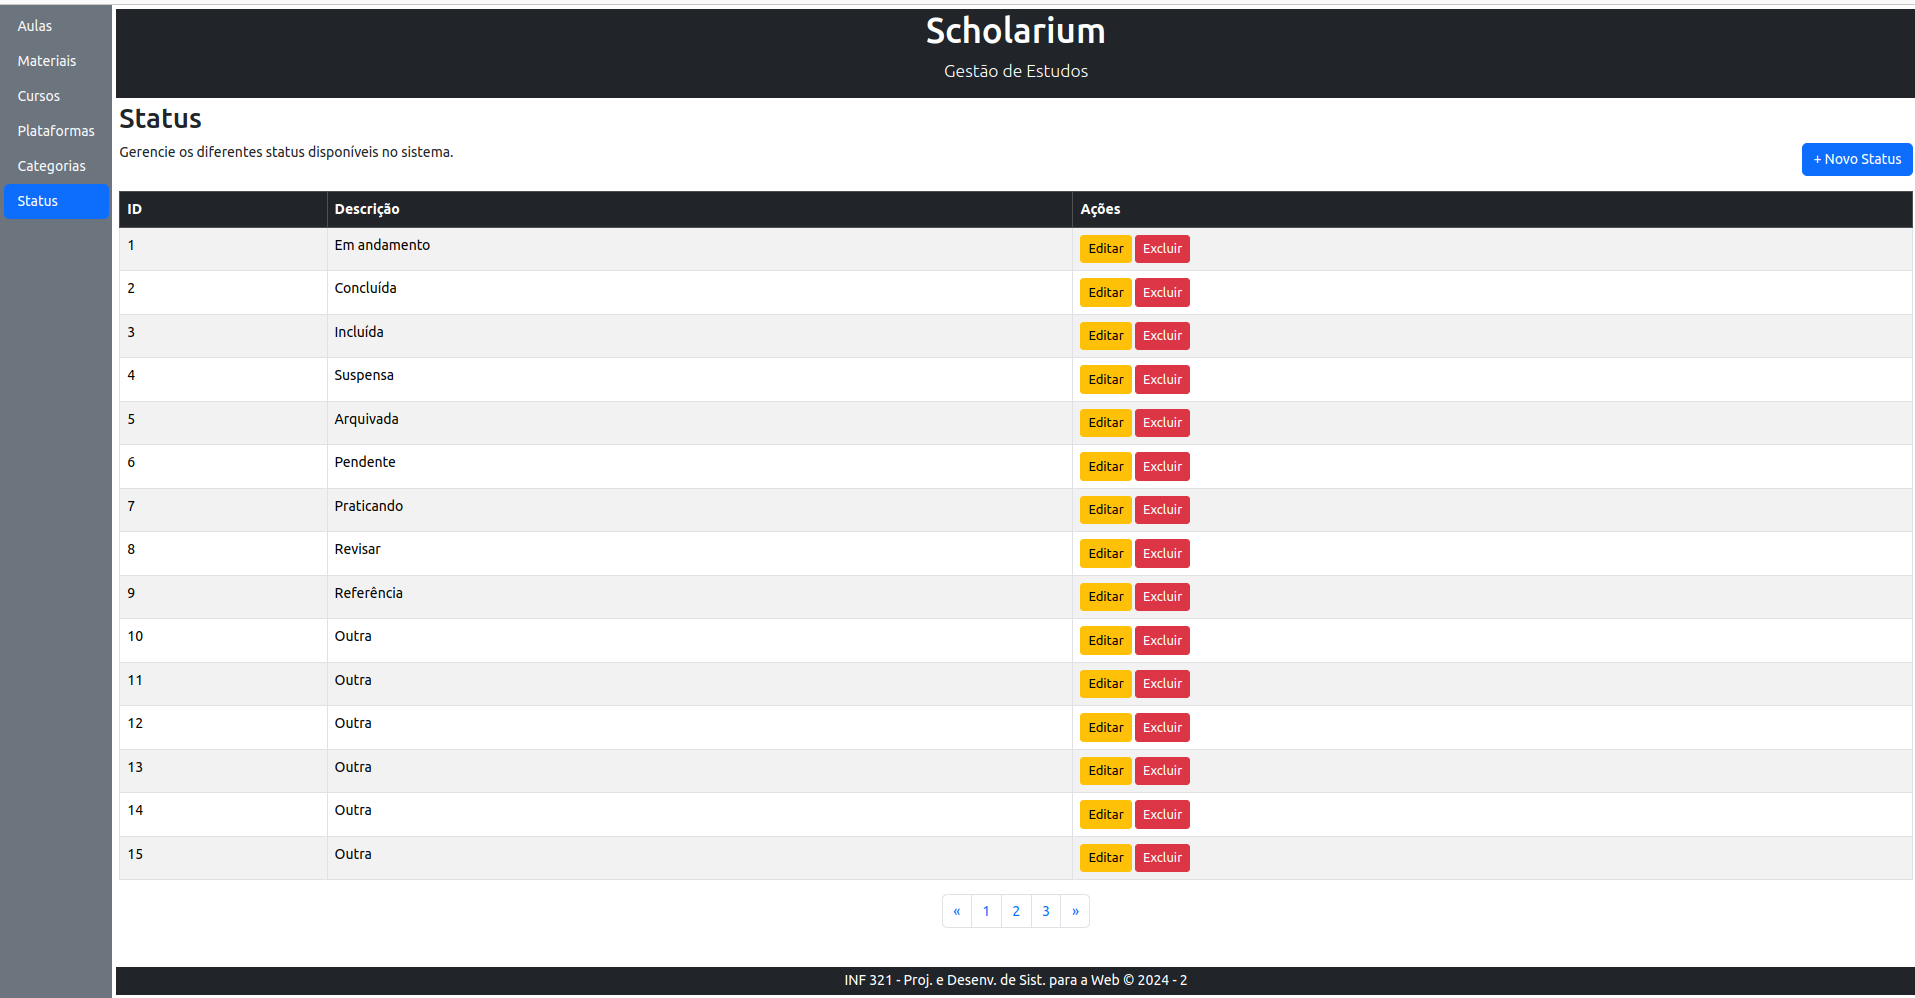 Aulas
Materiais
Cursos
Plataformas
Categorias
Status
Scholarium
Gestão de Estudos
Status
Gerencie os diferentes status disponíveis no sistema.
+ Novo Status
ID Descrição Ações
1 Em andamento Editar Excluir
2 Concluída Editar Excluir
3 Incluída Editar Excluir
4 Suspensa Editar Excluir
5 Arquivada Editar Excluir
6 Pendente Editar Excluir
7 Praticando Editar Excluir
8 Revisar Editar Excluir
9 Referência Editar Excluir
10 Outra Editar Excluir
11 Outra Editar Excluir
12 Outra Editar Excluir
13 Outra Editar Excluir
14 Outra Editar Excluir
15 Outra Editar Excluir
« 1 2 3 »
INF 321 - Proj. e Desenv. de Sist. para a Web © 2024 - 2